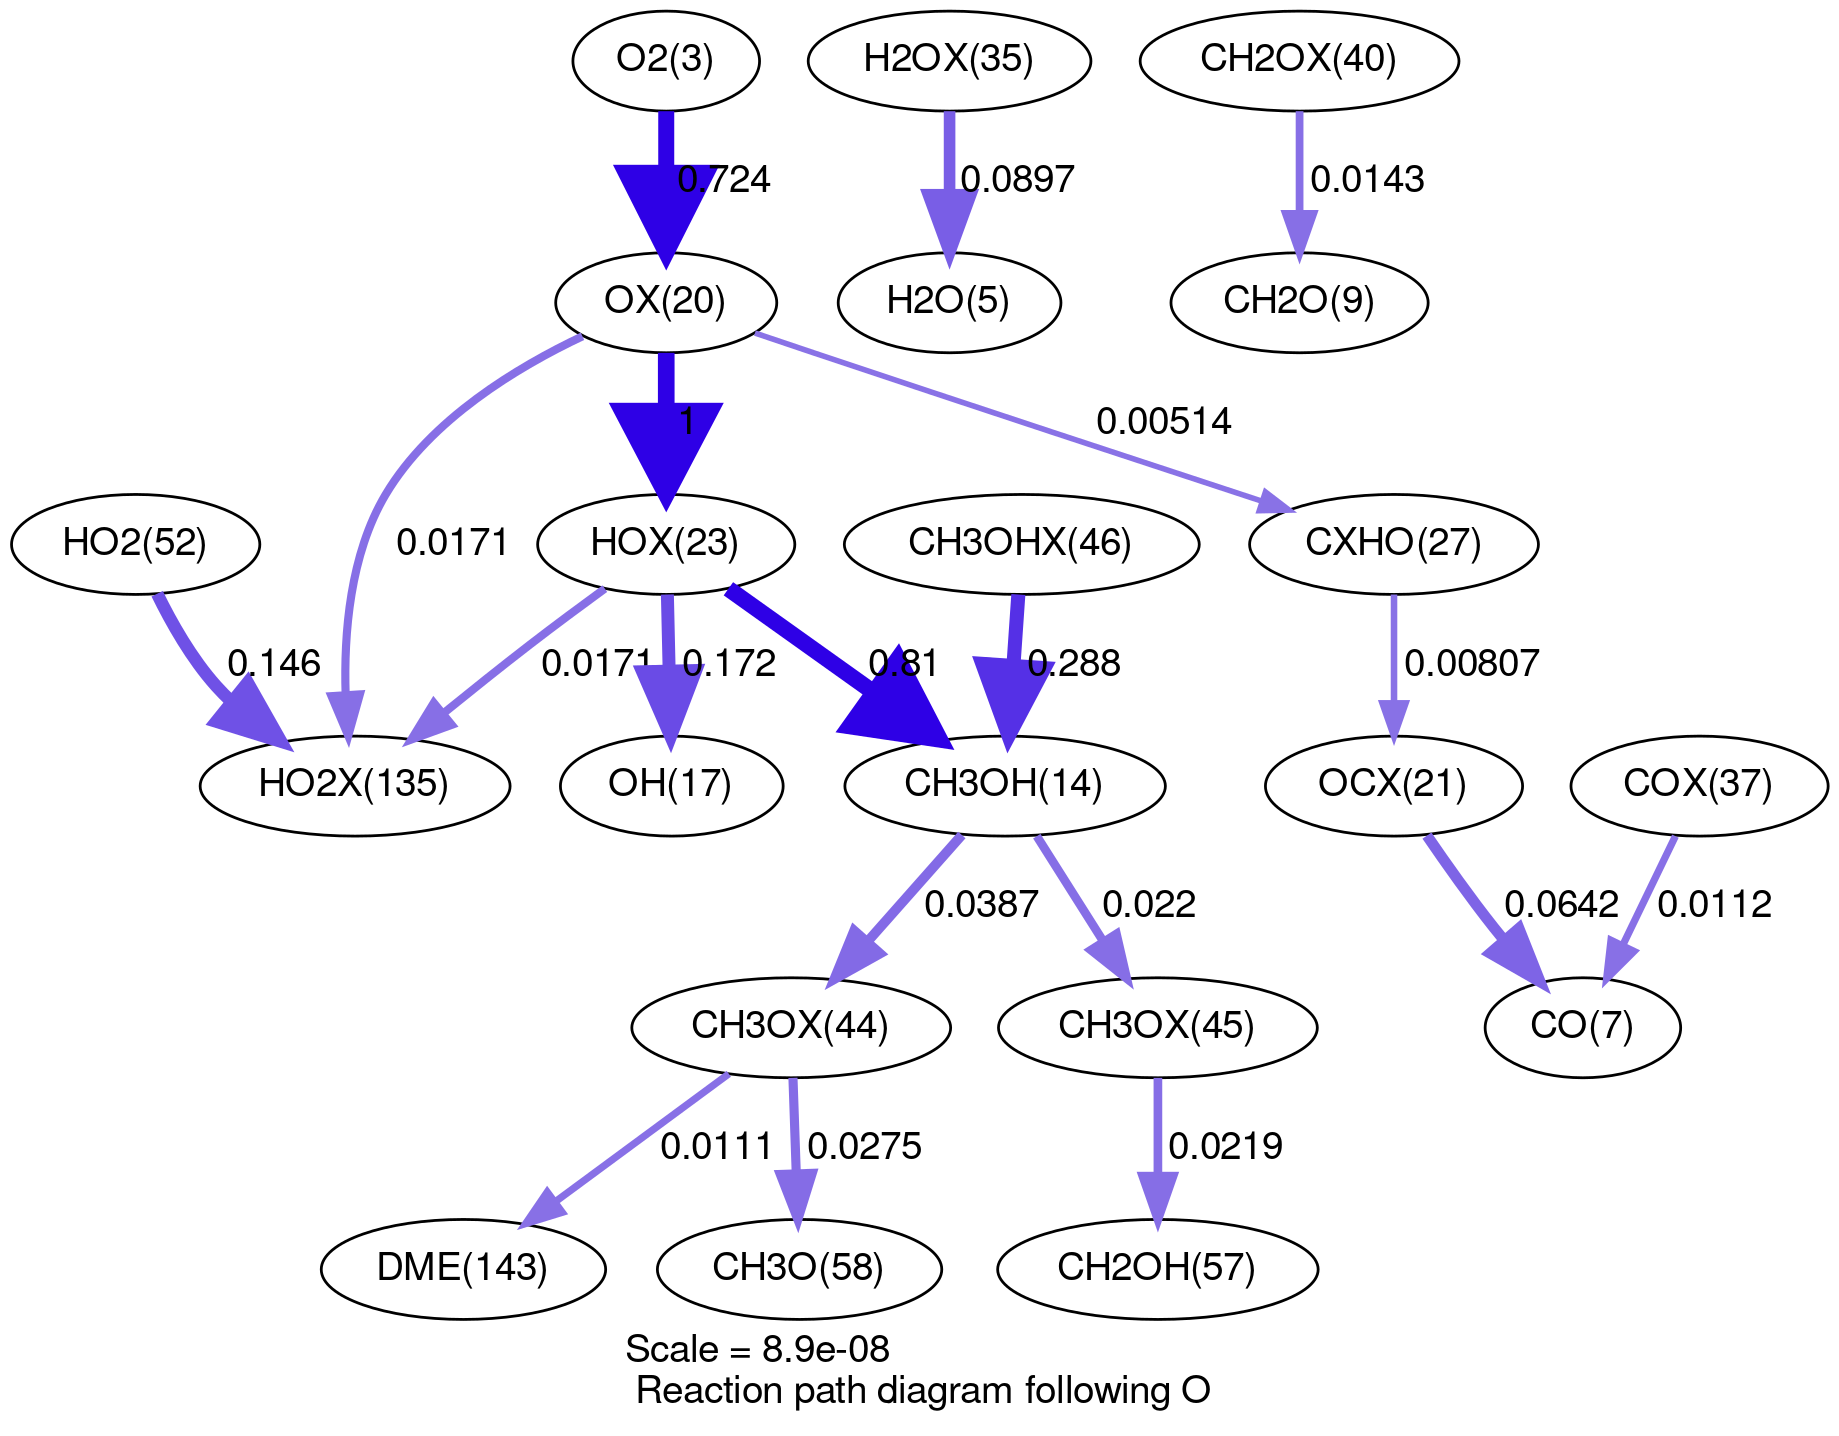 O2(3)
H2OX(35)
CH2OX(40)
0.724
0.0897
0.0143
OX(20)
H2O(5)
CH2O(9)
1
0.00514
HO2(52)
0.0171
HOX(23)
CH3OHX(46)
CXHO(27)
0.146
0.0171
0.172
0.81
0.288
0.00807
HO2X(135)
OH(17)
CH3OH(14)
OCX(21)
COX(37)
0.0387
0.022
0.0642
0.0112
CH3OX(44)
CH3OX(45)
CO(7)
0.0111
0.0275
0.0219
DME(143)
CH3O(58)
CH2OH(57)
Scale = 8.9e-08
Reaction path diagram following O